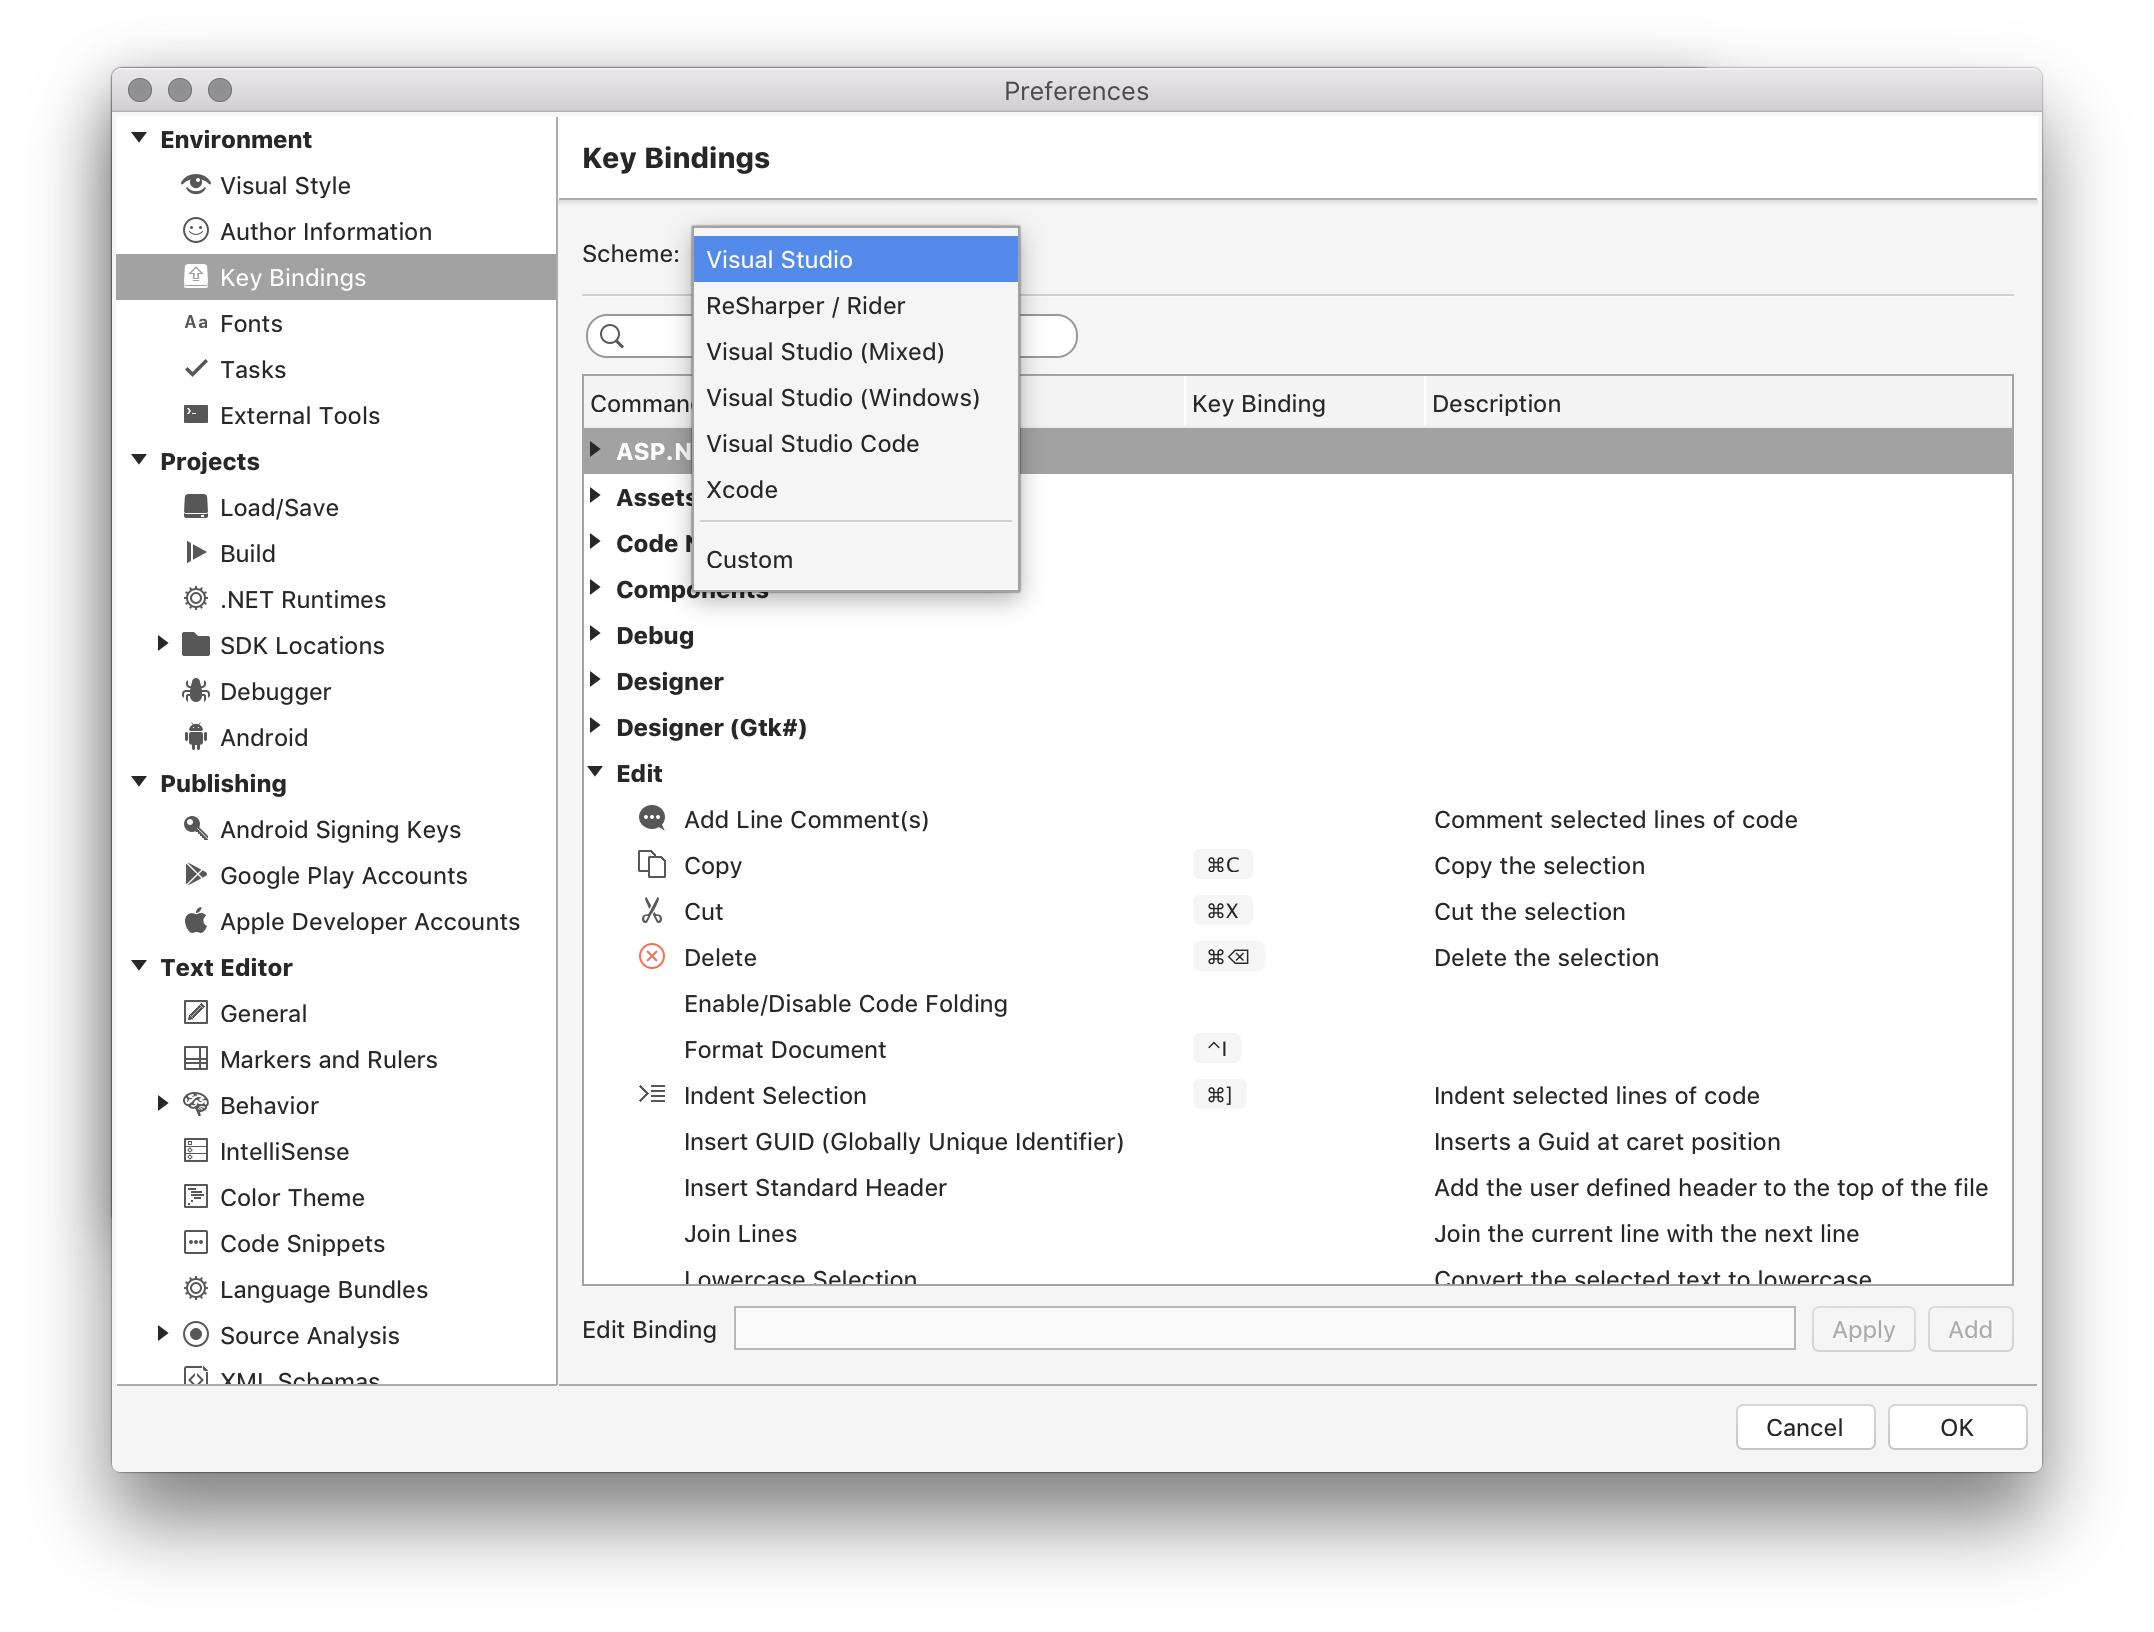 Preferences
Environment
Visual Style
Author Information
Key Bindings
Aa Fonts
Tasks
External Tools
Projects
Load/Save
Build
.NET Runtimes
SDK Locations
Debugger
Android
Publishing
Android Signing Keys
Google Play Accounts
Apple Developer Accounts
Text Editor
General
Markers and Rulers
Behavior
IntelliSense
Color Theme
Code Snippets
Language Bundles
Source Analysis
XML Schemas
Key Bindings
Scheme:
Visual Studio
ReSharper / Rider
Visual Studio (Mixed)
Visual Studio (Windows)
Visual Studio Code
Xcode
Custom
Key Binding Description
ASP.N
Assets
Code
Components
Debug
Designer
Designer (Gtk#)
Edit
Add Line Comment(s) Comment selected lines of code
Copy ⌘C Copy the selection
Cut ⌘X Cut the selection
Delete ⌘⌫ Delete the selection
Enable/Disable Code Folding
Format Document ^I
Indent Selection ⌘] Indent selected lines of code
Insert GUID (Globally Unique Identifier) Inserts a Guid at caret position
Insert Standard Header Add the user defined header to the top of the file
Join Lines Join the current line with the next line
Lowercase Selection Convert the selected text to lowercase
Edit Binding Apply Add
Cancel OK